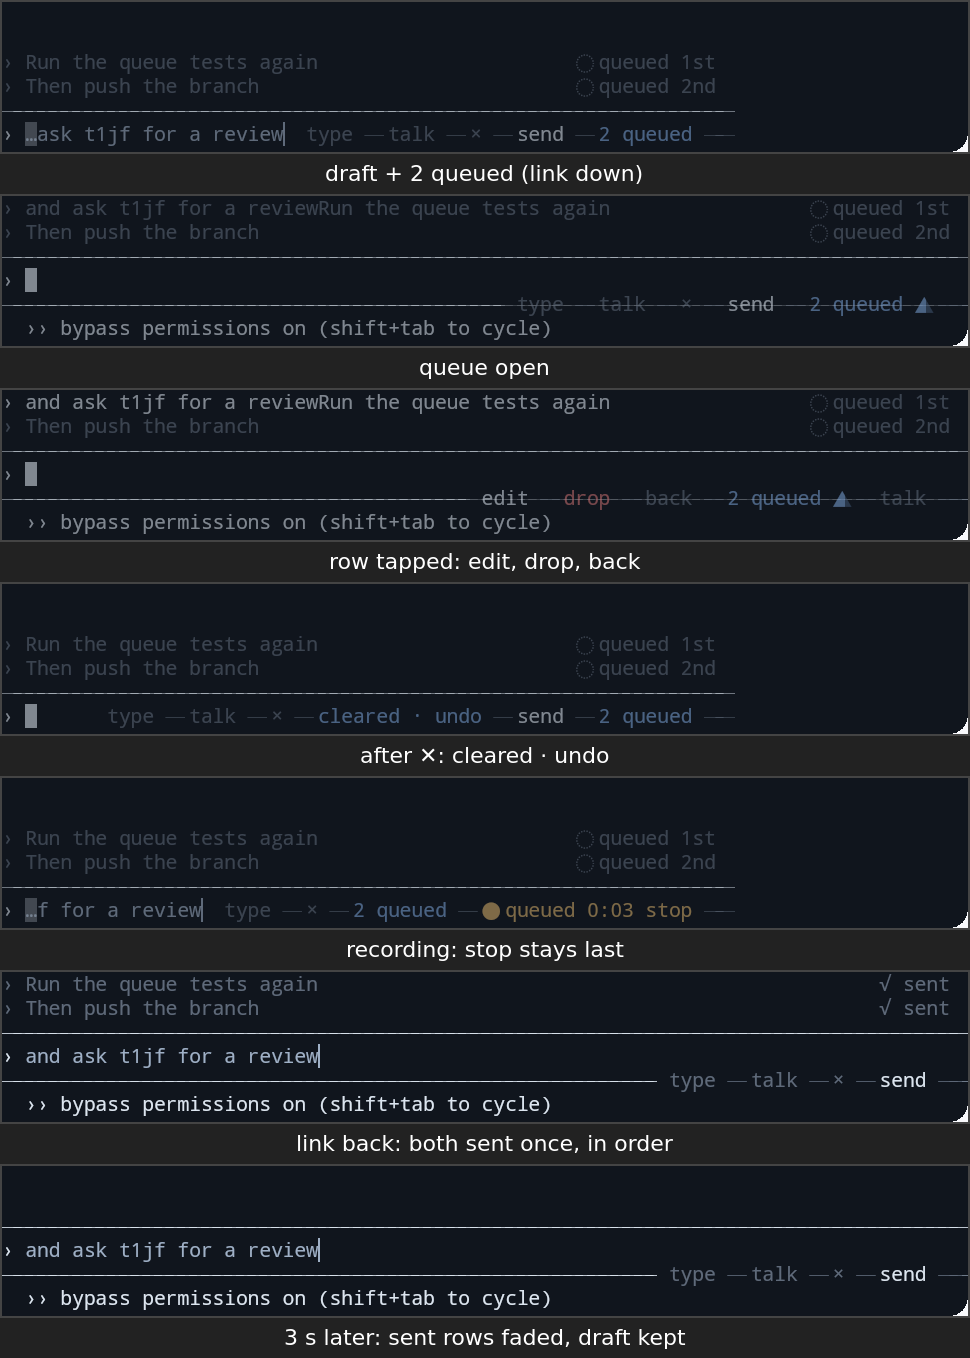 › Run the queue tests again ◌ queued 1st
› Then push the branch ◌ queued 2nd
› …ask t1jf for a review type — talk — × — send — 2 queued —
draft + 2 queued (link down)
› and ask t1jf for a reviewRun the queue tests again ◌ queued 1st
› Then push the branch ◌ queued 2nd
›
type talk × send 2 queued
›› bypass permissions on (shift+tab to cycle)
queue open
› and ask t1jf for a reviewRun the queue tests again ◌ queued 1st
› Then push the branch ◌ queued 2nd
›
edit drop back 2 queued talk
›› bypass permissions on (shift+tab to cycle)
row tapped: edit, drop, back
› Run the queue tests again ◌ queued 1st
› Then push the branch ◌ queued 2nd
› type — talk — × — cleared · undo — send — 2 queued —
after ✕: cleared · undo
› Run the queue tests again ◌ queued 1st
› Then push the branch ◌ queued 2nd
› …f for a review type — × — 2 queued — ● queued 0:03 stop —
recording: stop stays last
› Run the queue tests again √ sent
› Then push the branch √ sent
› and ask t1jf for a review
type — talk — × — send —
›› bypass permissions on (shift+tab to cycle)
link back: both sent once, in order
› and ask t1jf for a review
type — talk — × — send —
›› bypass permissions on (shift+tab to cycle)
3 s later: sent rows faded, draft kept